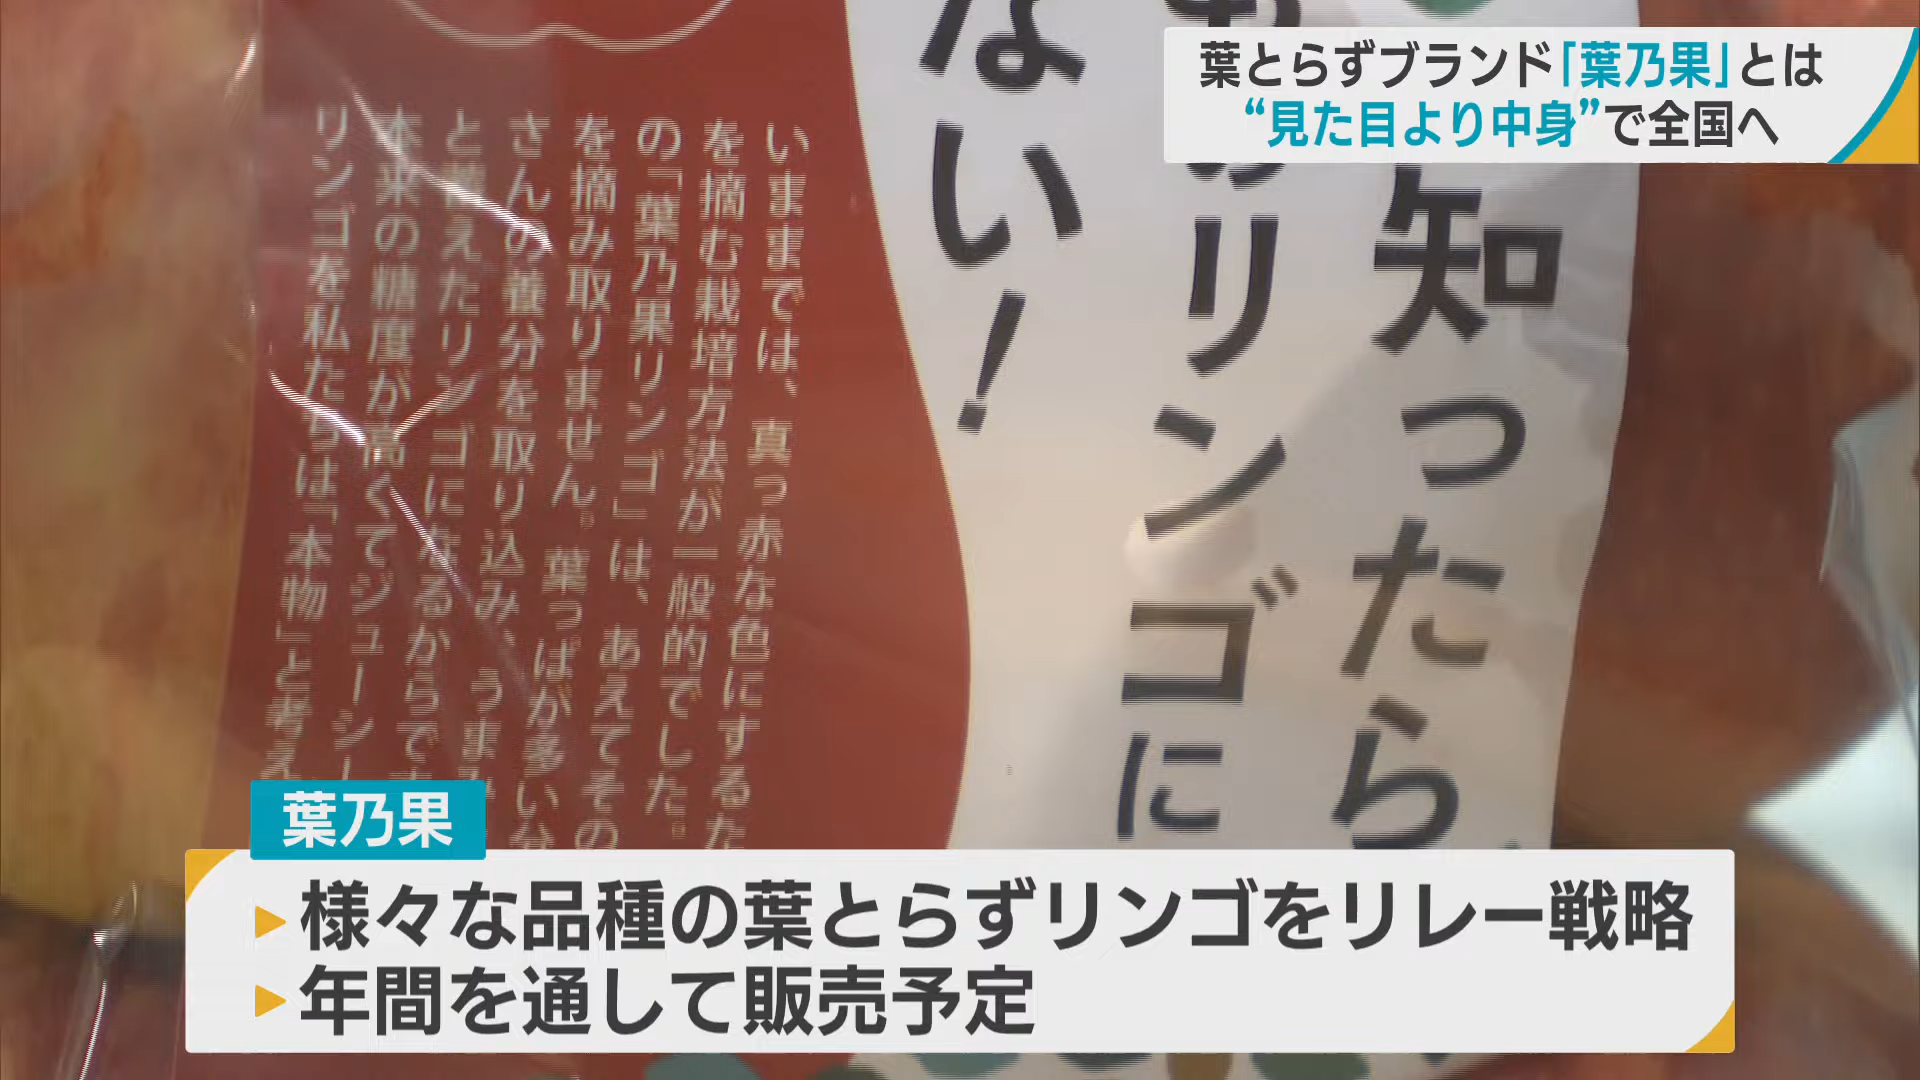 葉とらずブランド「葉乃果」とは
“見た目より中身”で全国へ
知ったら、
リンゴに
ない！
いままでは、真っ赤な色にするた
を摘む栽培方法が一般的でした。
の「葉乃果リンゴ」は、あえてその
を摘み取りません。葉っぱが多い分
さんの養分を取り込み、うま
と蓄えたリンゴになるからです
本来の糖度が高くてジューシー
リンゴを私たちは「本物」と考え
葉乃果
様々な品種の葉とらずリンゴをリレー戦略
年間を通して販売予定